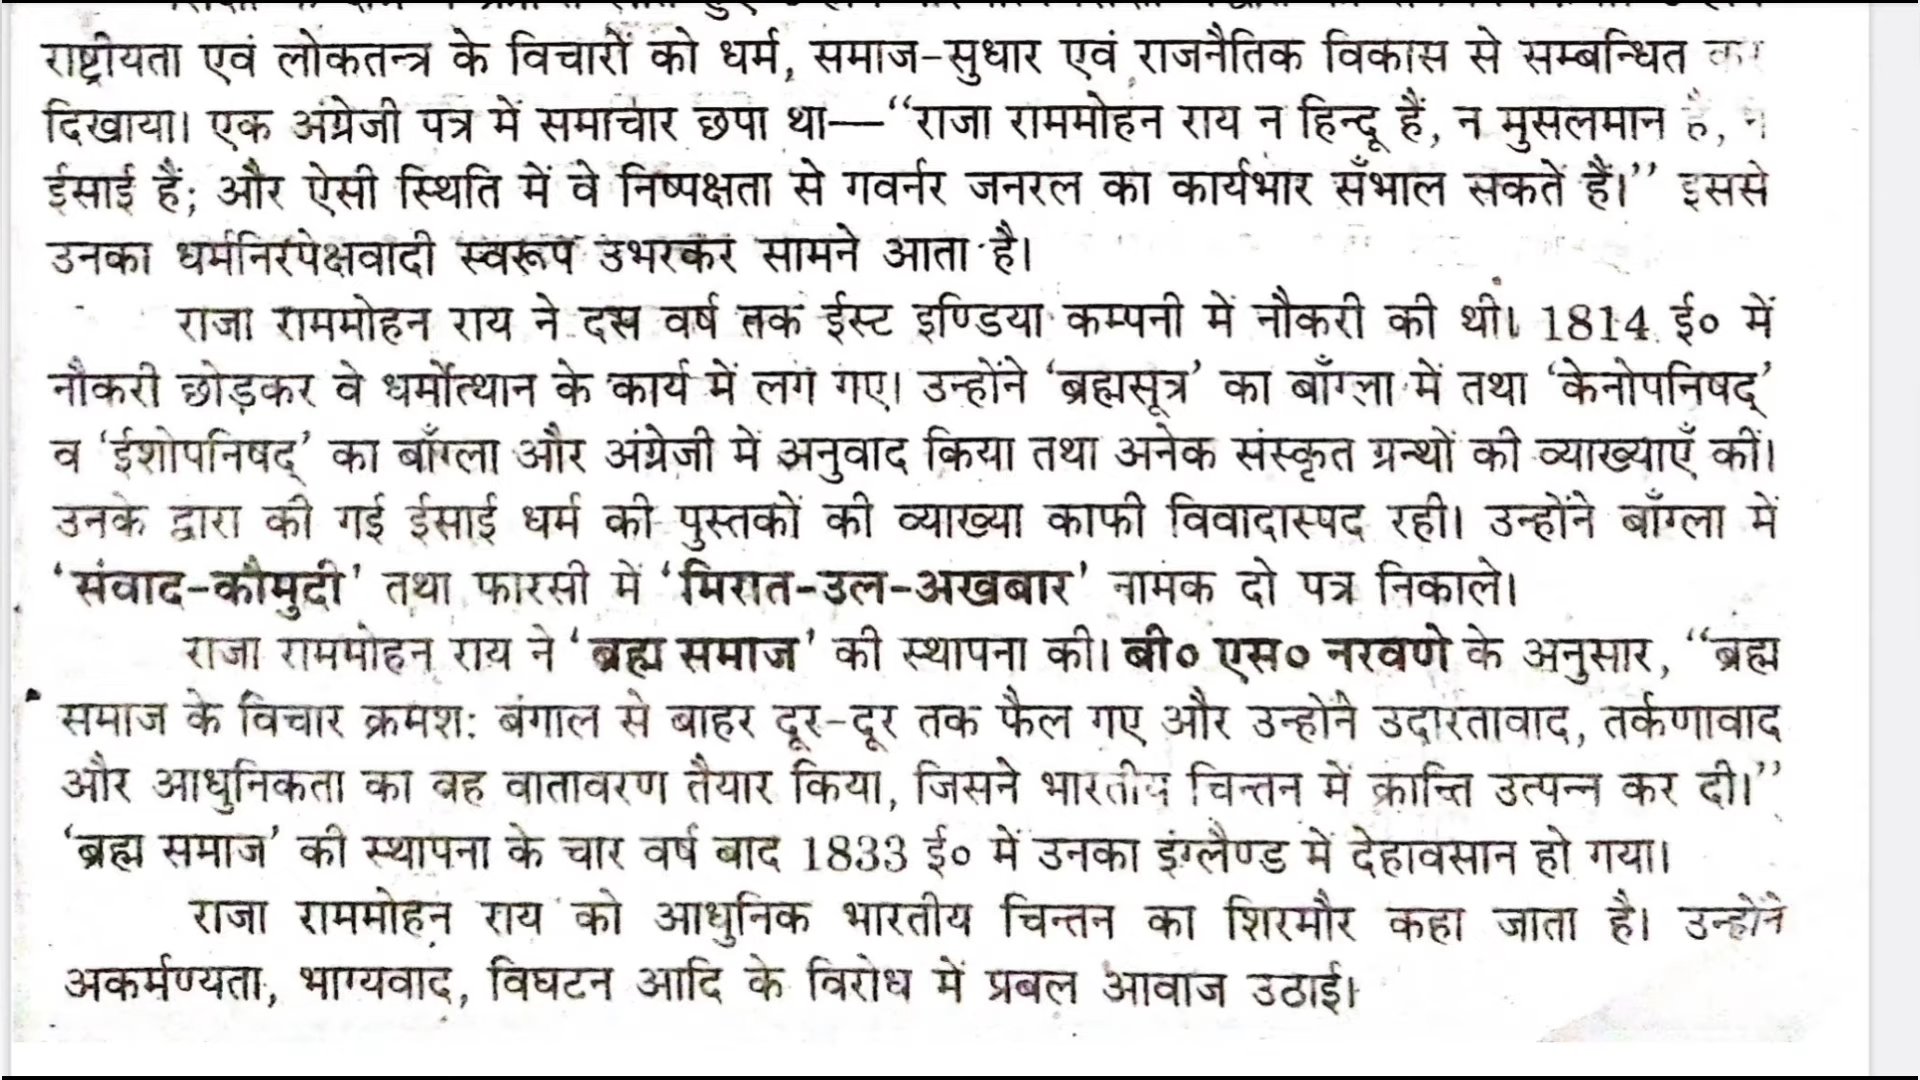 राष्ट्रीयता एवं लोकतन्त्र के विचारों को धर्म, समाज-सुधार एवं राजनैतिक विकास से सम्बन्धित कर
दिखाया। एक अंग्रेजी पत्र में समाचार छपा था—“राजा राममोहन राय न हिन्दू हैं, न मुसलमान हैं, न
ईसाई हैं; और ऐसी स्थिति में वे निष्पक्षता से गवर्नर जनरल का कार्यभार सँभाल सकतें हैं।” इससे
उनका धर्मनिरपेक्षवादी स्वरूप उभरकर सामने आता है।
राजा राममोहन राय ने दस वर्ष तक ईस्ट इण्डिया कम्पनी में नौकरी की थी। 1814 ई० में
नौकरी छोड़कर वे धर्मोत्थान के कार्य में लग गए। उन्होंने ‘ब्रह्मसूत्र’ का बाँग्ला में तथा ‘केनोपनिषद्’
व ‘ईशोपनिषद्’ का बाँग्ला और अंग्रेजी में अनुवाद किया तथा अनेक संस्कृत ग्रन्थों की व्याख्याएँ कीं।
उनके द्वारा की गई ईसाई धर्म की पुस्तकों की व्याख्या काफी विवादास्पद रही। उन्होंने बाँग्ला में
‘संवाद-कौमुदी’ तथा फारसी में ‘मिरात-उल-अखबार’ नामक दो पत्र निकाले।
राजा राममोहन राय ने ‘ब्रह्म समाज’ की स्थापना की। बी० एस० नरवणे के अनुसार, “ब्रह्म
समाज के विचार क्रमश: बंगाल से बाहर दूर-दूर तक फैल गए और उन्होंने उदारतावाद, तर्कणावाद
और आधुनिकता का वह वातावरण तैयार किया, जिसने भारतीय चिन्तन में क्रान्ति उत्पन्न कर दी।”
‘ब्रह्म समाज’ की स्थापना के चार वर्ष बाद 1833 ई० में उनका इंग्लैण्ड में देहावसान हो गया।
राजा राममोहन राय को आधुनिक भारतीय चिन्तन का शिरमौर कहा जाता है। उन्होंने
अकर्मण्यता, भाग्यवाद, विघटन आदि के विरोध में प्रबल आवाज उठाई।